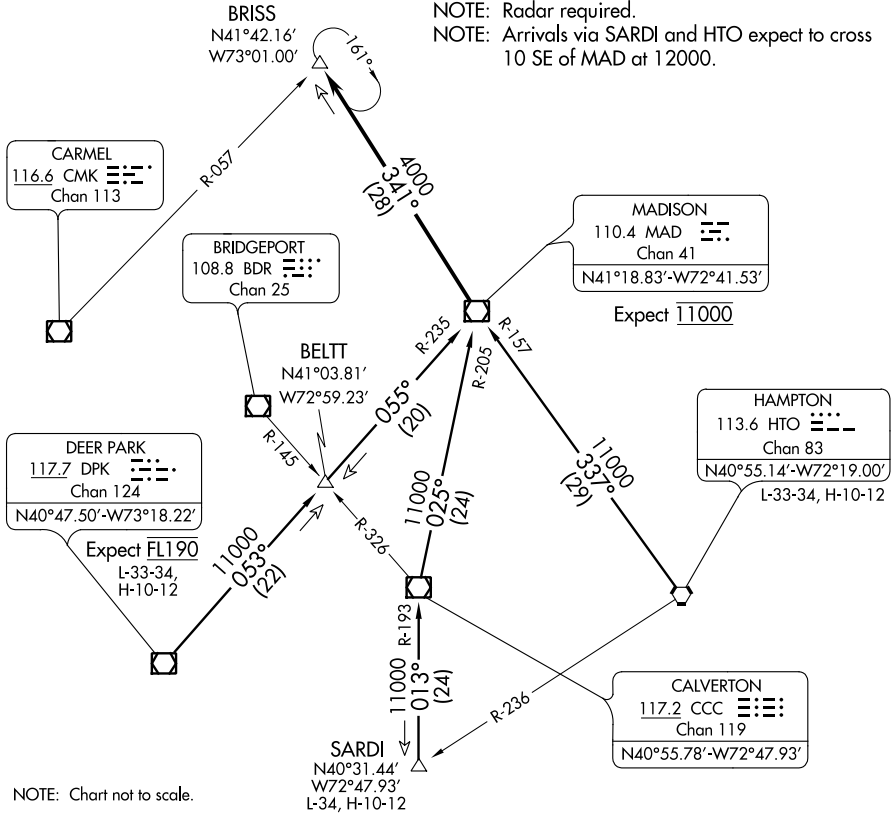 BRISS
N41°42.16’
W73°01.00’
NOTE: Radar required.
NOTE: Arrivals via SARDI and HTO expect to cross
10 SE of MAD at 12000.
161°
R-057
CARMEL
116.6 CMK
Chan 113
4000
341°
(28)
MADISON
110.4 MAD
Chan 41
N41°18.83’-W72°41.53’
Expect 11000
BRIDGEPORT
108.8 BDR
Chan 25
R-235
R-157
R-205
BELTT
N41°03.81’
W72°59.23’
055°
(20)
R-145
HAMPTON
113.6 HTO
Chan 83
N40°55.14’-W72°19.00’
L-33-34, H-10-12
DEER PARK
117.7 DPK
Chan 124
N40°47.50’-W73°18.22’
Expect FL190
L-33-34,
H-10-12
11000
053°
(22)
11000
025°
(24)
11000
337°
(29)
R-326
R-193
11000
013°
(24)
R-236
CALVERTON
117.2 CCC
Chan 119
N40°55.78’-W72°47.93’
SARDI
N40°31.44’
W72°47.93’
L-34, H-10-12
NOTE: Chart not to scale.